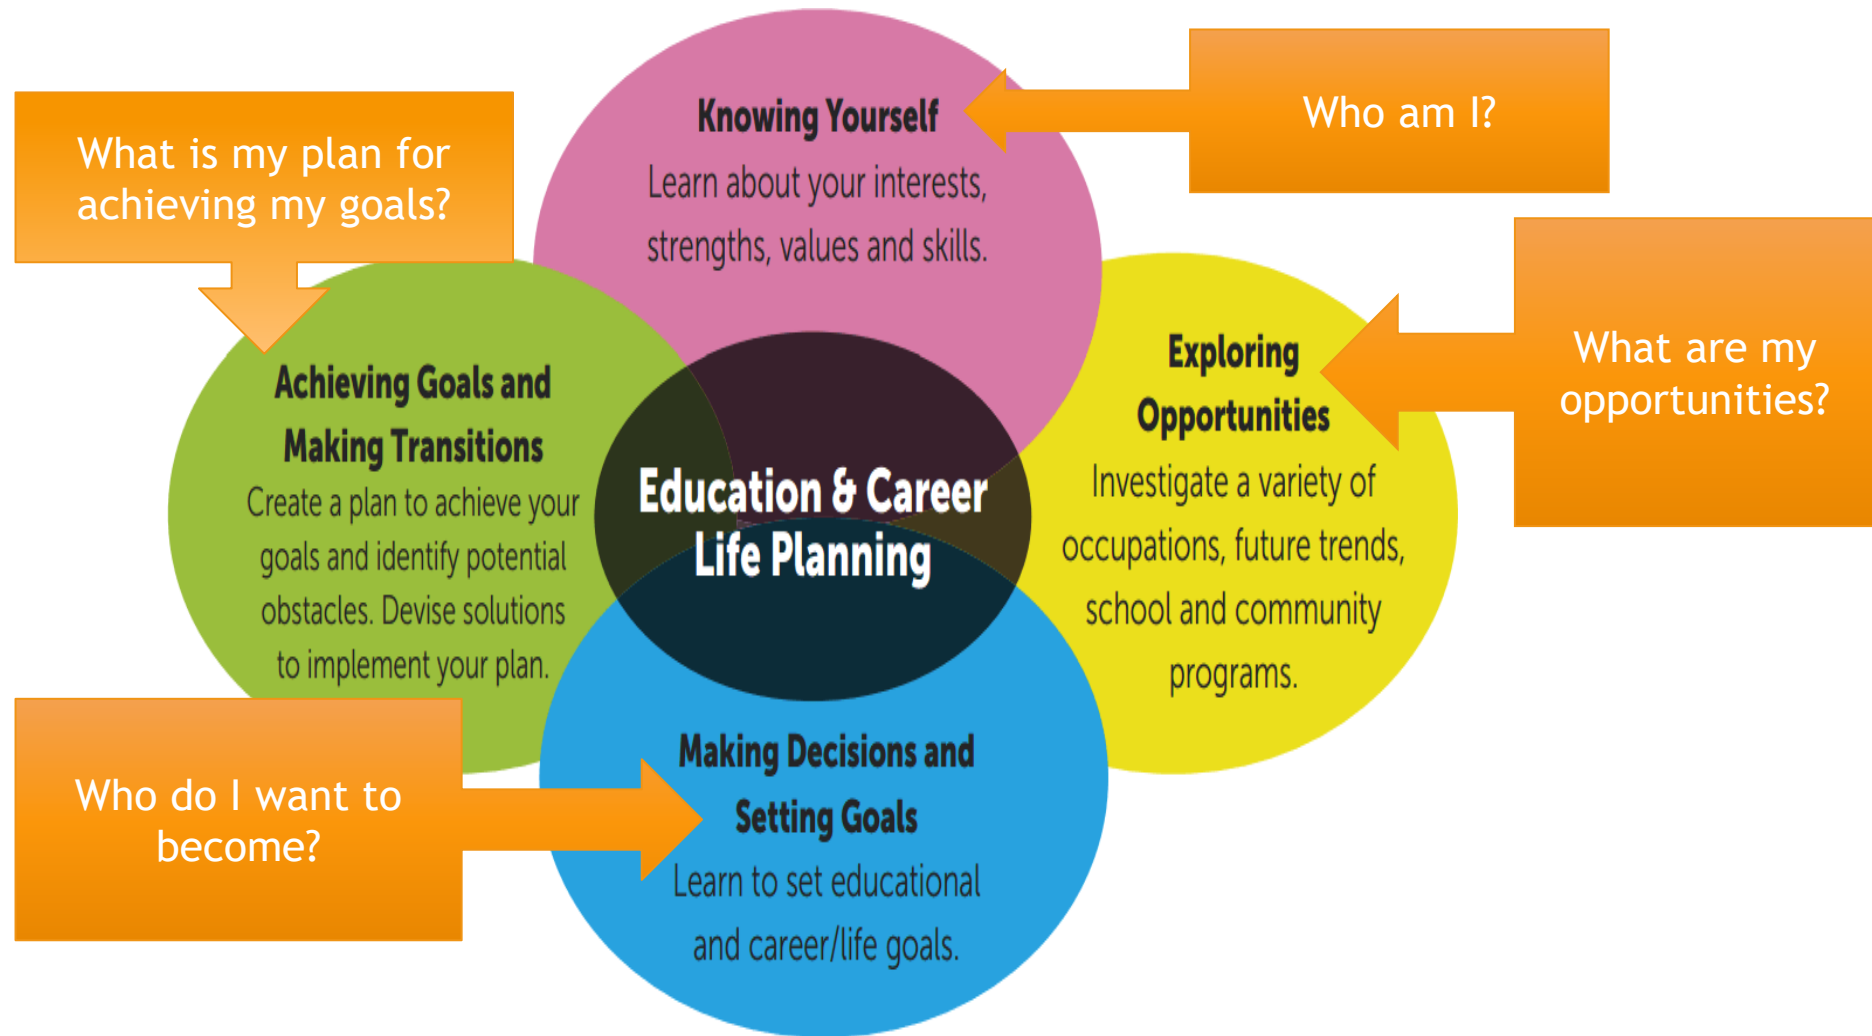 Knowing Yourself
Learn about your interests,
strengths, values and skills.
Who am I?
What is my plan for
achieving my goals?
Achieving Goals and
Making Transitions
Create a plan to achieve your
goals and identify potential
obstacles. Devise solutions
to implement your plan.
Education & Career
Life Planning
Exploring
Opportunities
Investigate a variety of
occupations, future trends,
school and community
programs.
What are my
opportunities?
Who do I want to
become?
Making Decisions and
Setting Goals
Learn to set educational
and career/life goals.